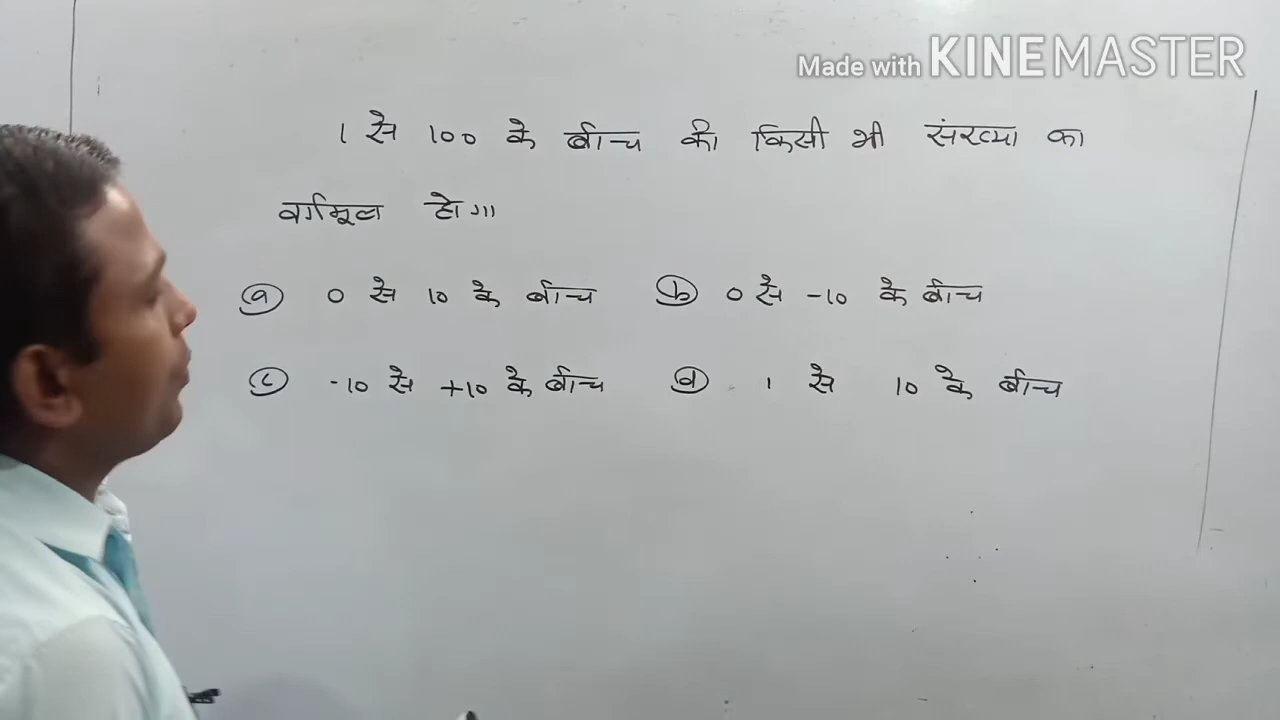 Made with KINEMASTER
1 से 100 के बीच की किसी भी संख्या का
वर्गमूल होगा
(a) 0 से 10 के बीच (b) 0 से -10 के बीच
(c) -10 से +10 के बीच (d) 1 से 10 के बीच